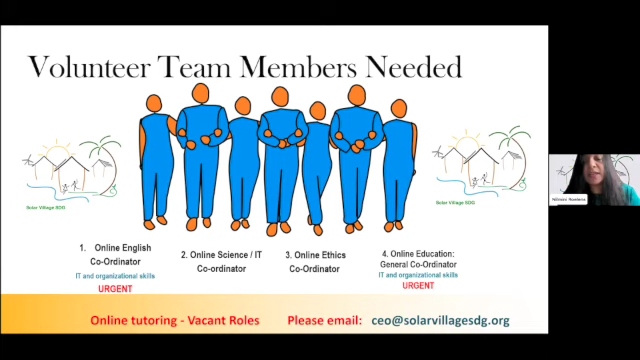 Volunteer Team Members Needed
Solar Village SDG
Solar Village SDG
1. Online English
Co-Ordinator
IT and organizational skills
URGENT
2. Online Science / IT
Co-ordinator
3. Online Ethics
Co-Ordinator
4. Online Education:
General Co-Ordinator
IT and organizational skills
URGENT
Online tutoring - Vacant Roles Please email: ceo@solarvillagesdg.org